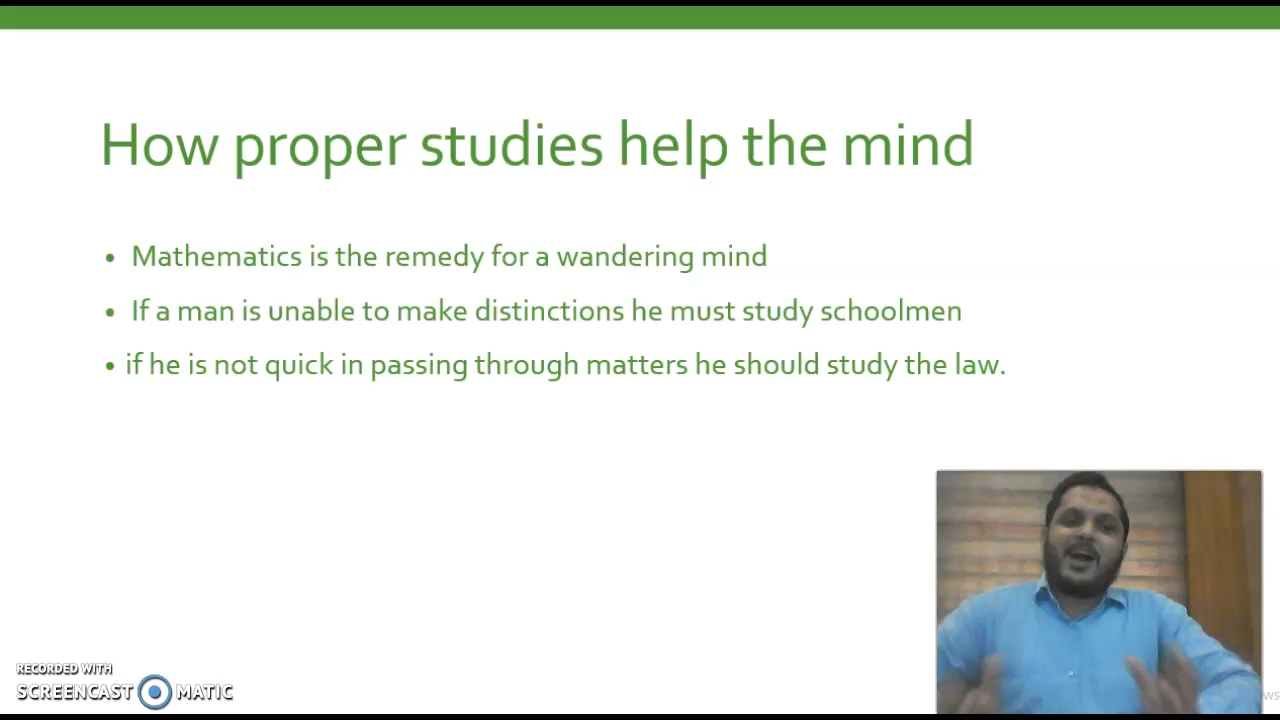 How proper studies help the mind
• Mathematics is the remedy for a wandering mind
• If a man is unable to make distinctions he must study schoolmen
• if he is not quick in passing through matters he should study the law.
RECORDED WITH
SCREENCAST MATIC